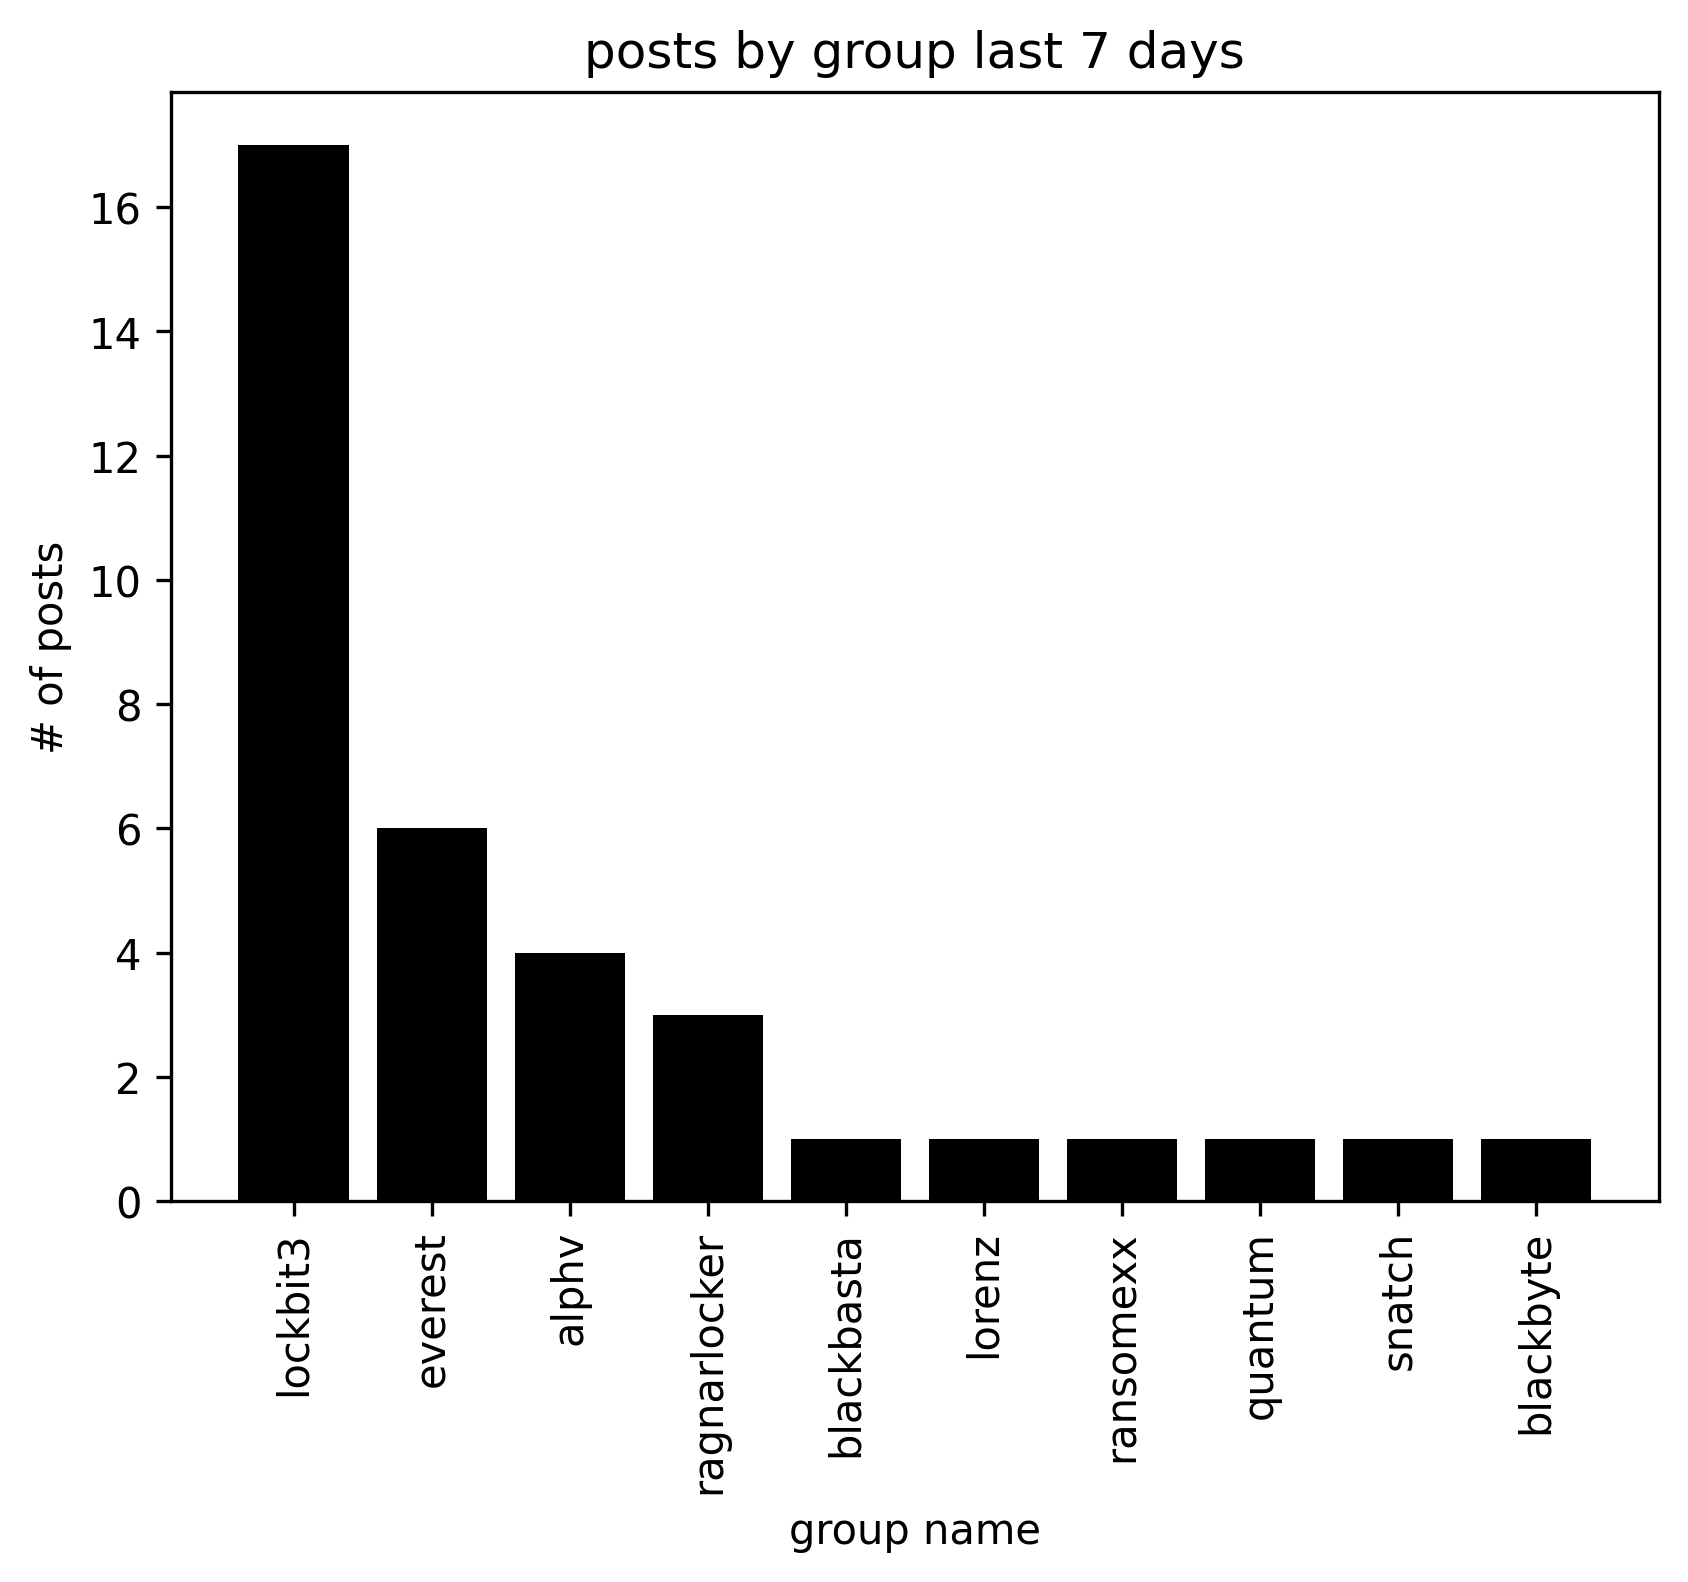 posts by group last 7 days
# of posts
16
14
12
10
8
6
4
2
0
lockbit3
everest
alphv
ragnarlocker
blackbasta
lorenz
ransomexx
quantum
snatch
blackbyte
group name